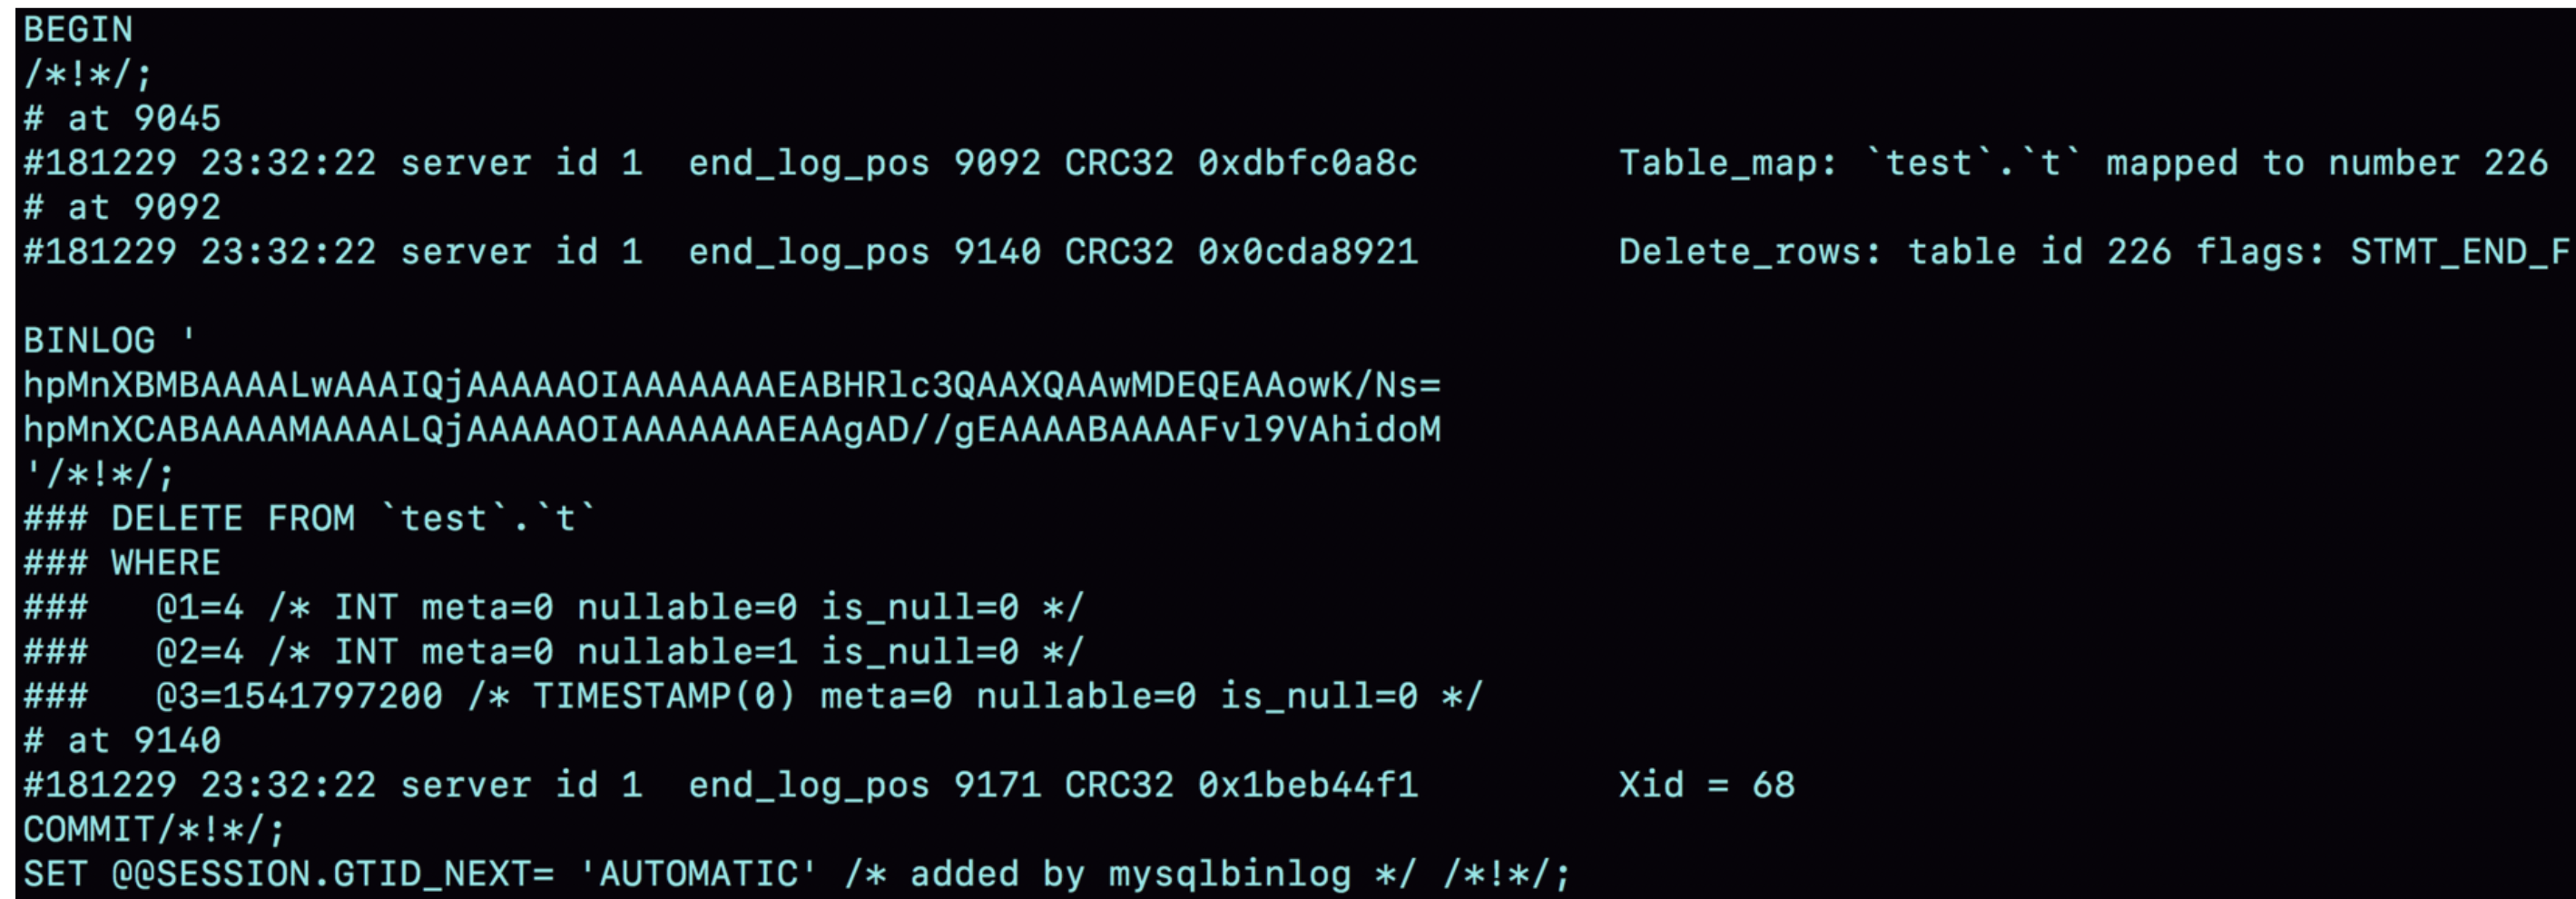 BEGIN
/*!*/;
# at 9045
#181229 23:32:22 server id 1  end_log_pos 9092 CRC32 0xdbfc0a8c         Table_map: `test`.`t` mapped to number 226
# at 9092
#181229 23:32:22 server id 1  end_log_pos 9140 CRC32 0x0cda8921         Delete_rows: table id 226 flags: STMT_END_F
BINLOG '
hpMnXBMBAAAALwAAAIQjAAAAAOIAAAAAAAEABHRlc3QAAXQAAwMDEQEAAowK/Ns=
hpMnXCABAAAAMAAAALQjAAAAAOIAAAAAAAEAAgAD//gEAAAABAAAAFvl9VAhidoM
'/*!*/;
### DELETE FROM `test`.`t`
### WHERE
###   @1=4 /* INT meta=0 nullable=0 is_null=0 */
###   @2=4 /* INT meta=0 nullable=1 is_null=0 */
###   @3=1541797200 /* TIMESTAMP(0) meta=0 nullable=0 is_null=0 */
# at 9140
#181229 23:32:22 server id 1  end_log_pos 9171 CRC32 0x1beb44f1         Xid = 68
COMMIT/*!*/;
SET @@SESSION.GTID_NEXT= 'AUTOMATIC' /* added by mysqlbinlog */ /*!*/;